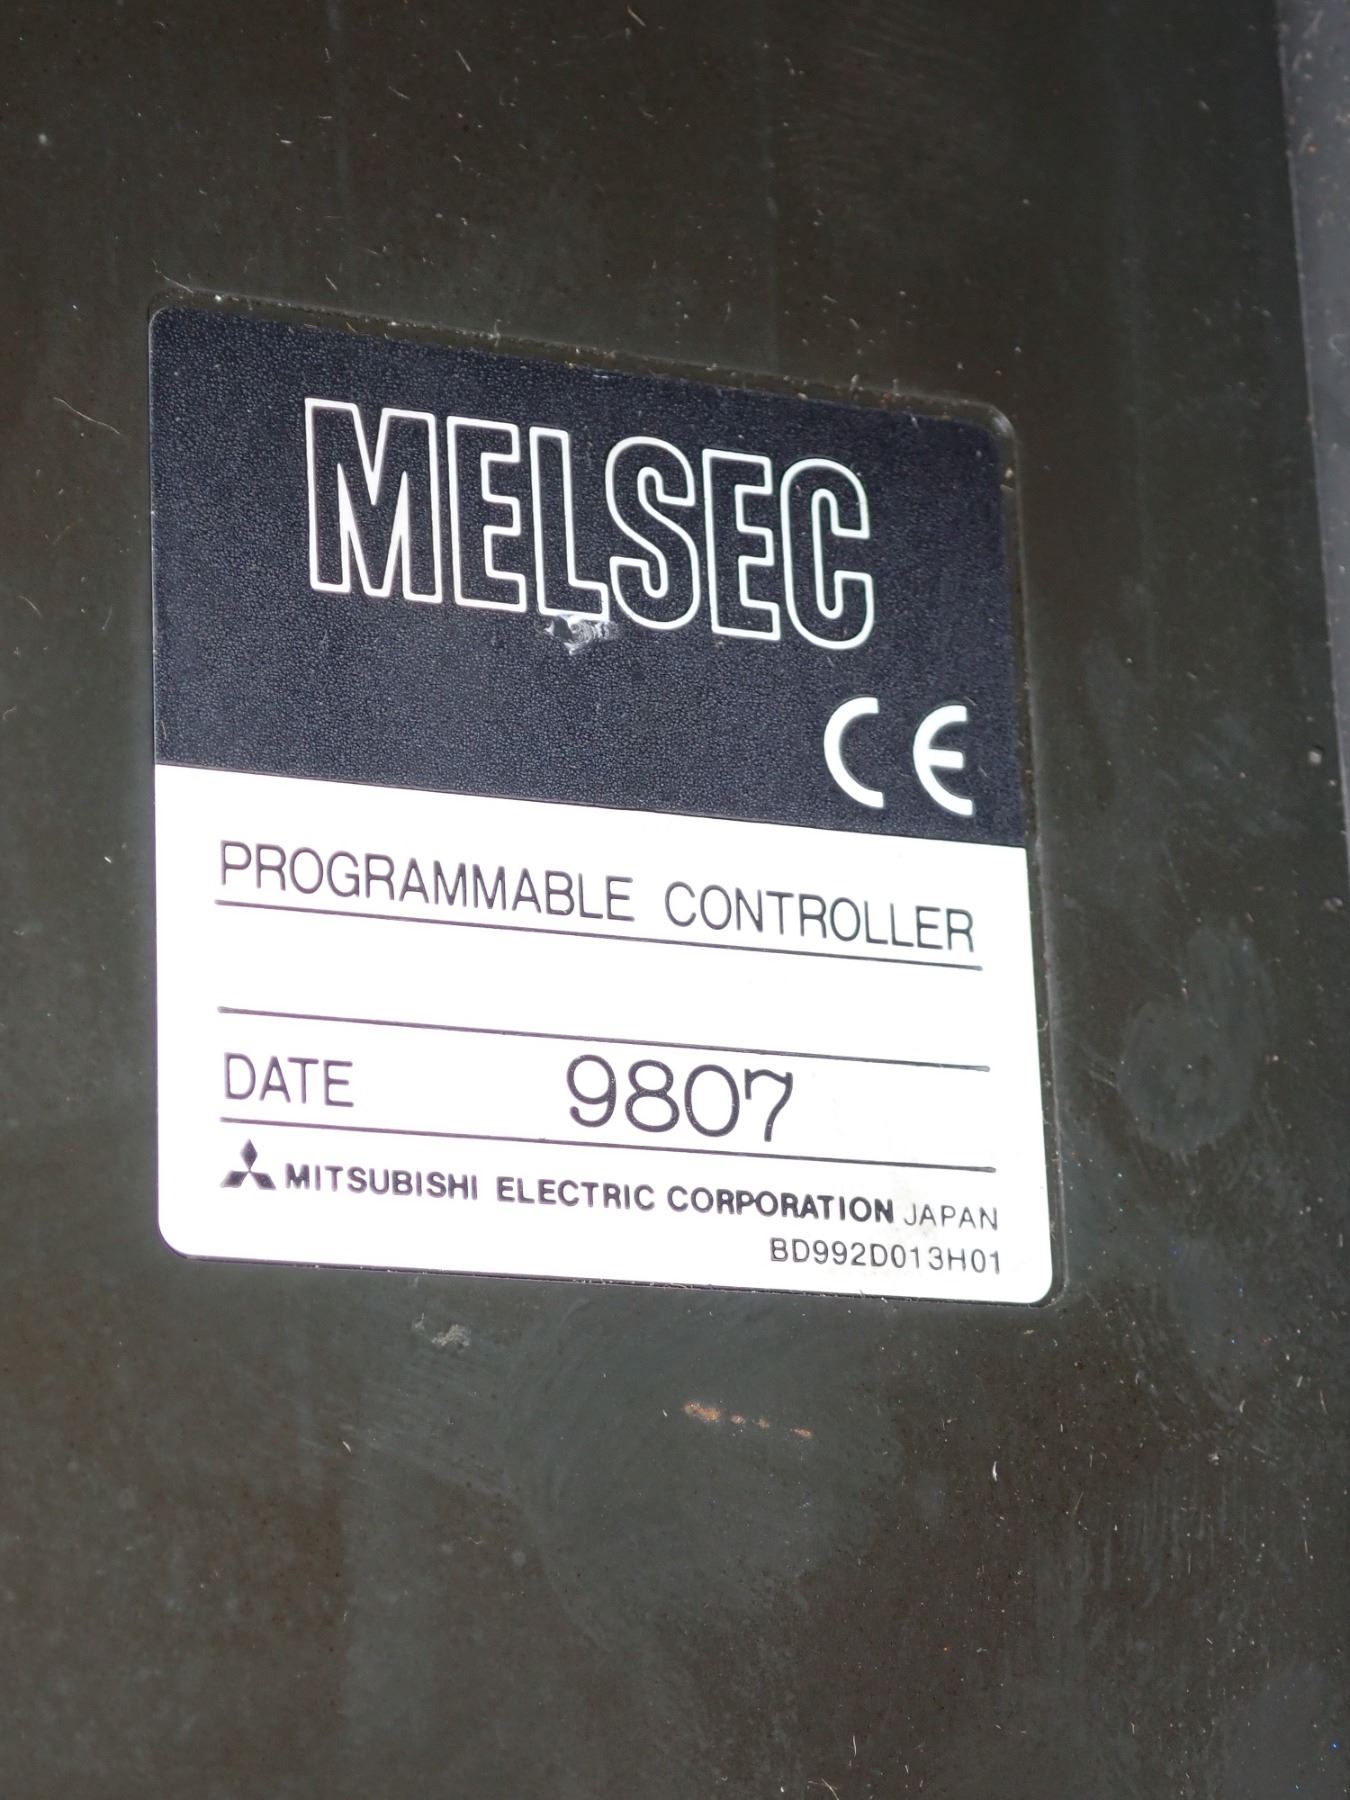 MELSEC
CE
PROGRAMMABLE CONTROLLER
DATE 9807
MITSUBISHI ELECTRIC CORPORATION JAPAN
BD992D013H01